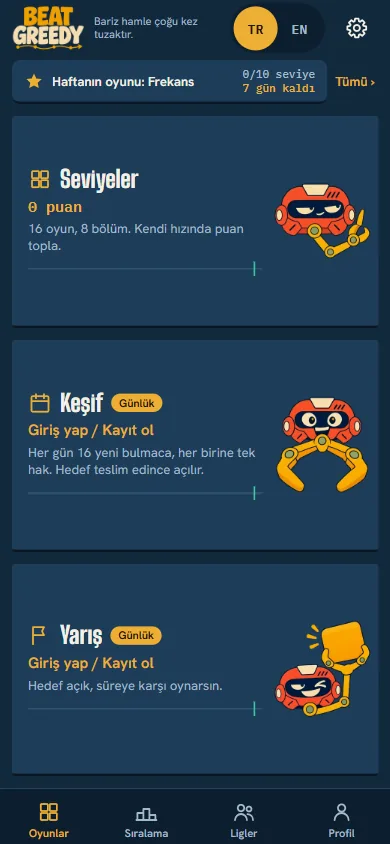 BEAT
GREEDY
Bariz hamle çoğu kez
tuzaktır.
TR
EN
Haftanın oyunu: Frekans
0/10 seviye
7 gün kaldı
Tümü ›
Seviyeler
0 puan
16 oyun, 8 bölüm. Kendi hızında puan
topla.
Keşif
Günlük
Giriş yap / Kayıt ol
Her gün 16 yeni bulmaca, her birine tek
hak. Hedef teslim edince açılır.
Yarış
Günlük
Giriş yap / Kayıt ol
Hedef açık, süreye karşı oynarsın.
Oyunlar
Sıralama
Ligler
Profil